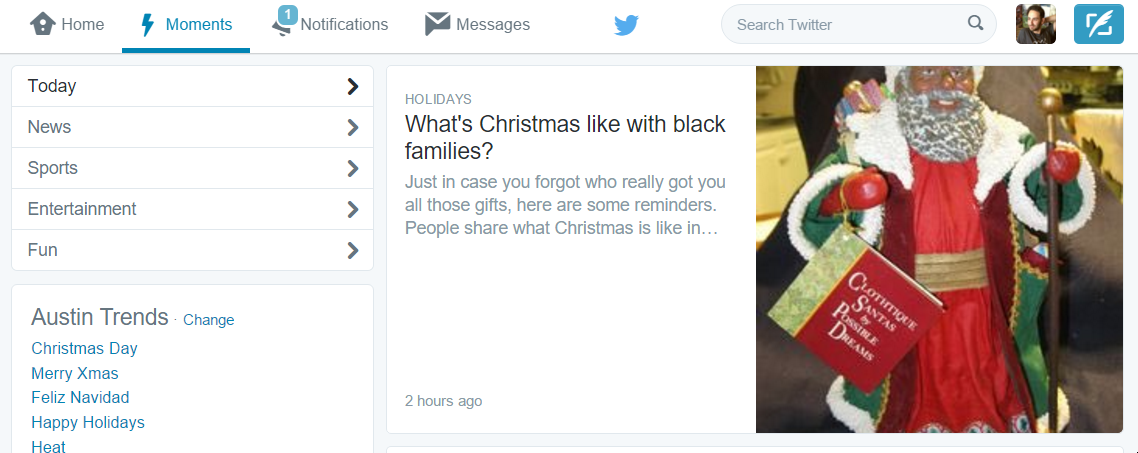 Home
Moments
1
Notifications
Messages
Search Twitter
Today
News
Sports
Entertainment
Fun
Austin Trends · Change
Christmas Day
Merry Xmas
Feliz Navidad
Happy Holidays
Heat
HOLIDAYS
What's Christmas like with black
families?
Just in case you forgot who really got you
all those gifts, here are some reminders.
People share what Christmas is like in…
2 hours ago
CLOTHTIQUE
SANTAS
by
POSSIBLE
DREAMS